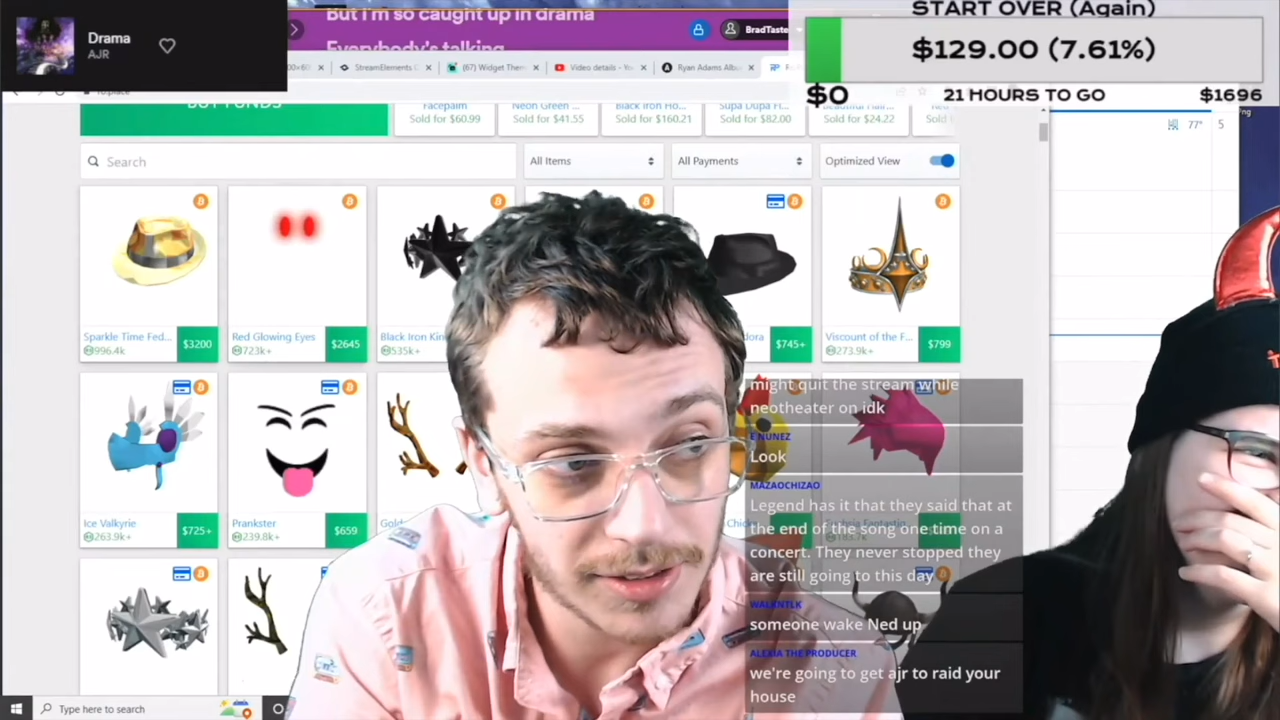 Drama
AJR
But I'm so caught up in drama
Everybody's talking
BradTaste
START OVER (Again)
$129.00 (7.61%)
$0
21 HOURS TO GO
$1696
StreamElements
(67) Widget Them
Video details - Yo
Ryan Adams Alb
77°
5
Facepalm
Sold for $60.99
Neon Green
Sold for $41.55
Black Iron Ho...
Sold for $160.21
Supa Dupa F
Sold for $82.00
Sold for $24.22
Search
All Items
All Payments
Optimized View
Sparkle Time Fed...
996.4k+
$3200
Red Glowing Eyes
723k+
$2645
Black Iron Kin
535k+
dora
$745+
Viscount of the F...
273.9k+
$799
Ice Valkyrie
263.9k+
$725+
Prankster
239.8k+
$659
Gold
Chic
might quit the stream while
neotheater on idk
E NUNEZ
Look
MAZAOCHIZAO
Legend has it that they said that at
the end of the song one time on a
concert. They never stopped they
are still going to this day
WALKNTLK
someone wake Ned up
ALEXIA THE PRODUCER
we're going to get ajr to raid your
house
Type here to search